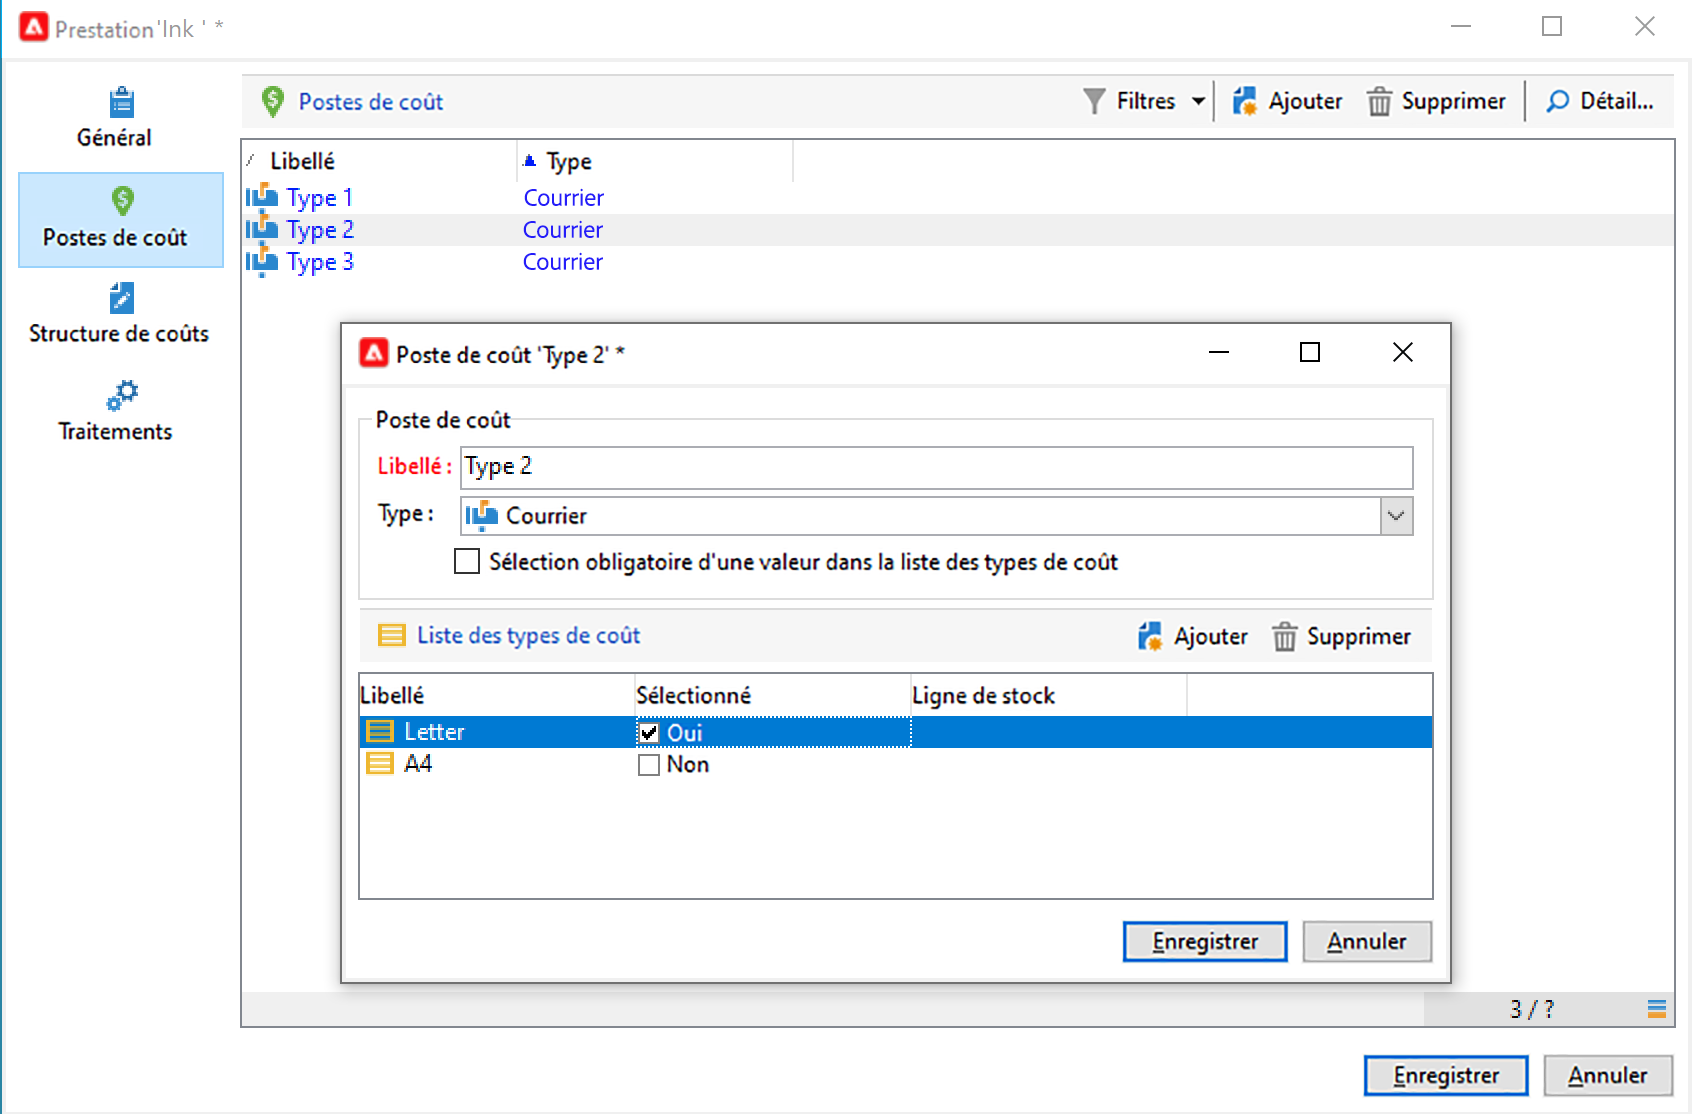 Prestation 'Ink ' *
Général
Postes de coût
Structure de coûts
Traitements
Postes de coût Filtres Ajouter Supprimer Détail...
Libellé Type
Type 1 Courrier
Type 2 Courrier
Type 3 Courrier
Poste de coût 'Type 2' *
Poste de coût
Libellé : Type 2
Type : Courrier
Sélection obligatoire d'une valeur dans la liste des types de coût
Liste des types de coût Ajouter Supprimer
Libellé Sélectionné Ligne de stock
Letter Oui
A4 Non
Enregistrer Annuler
3 / ?
Enregistrer Annuler